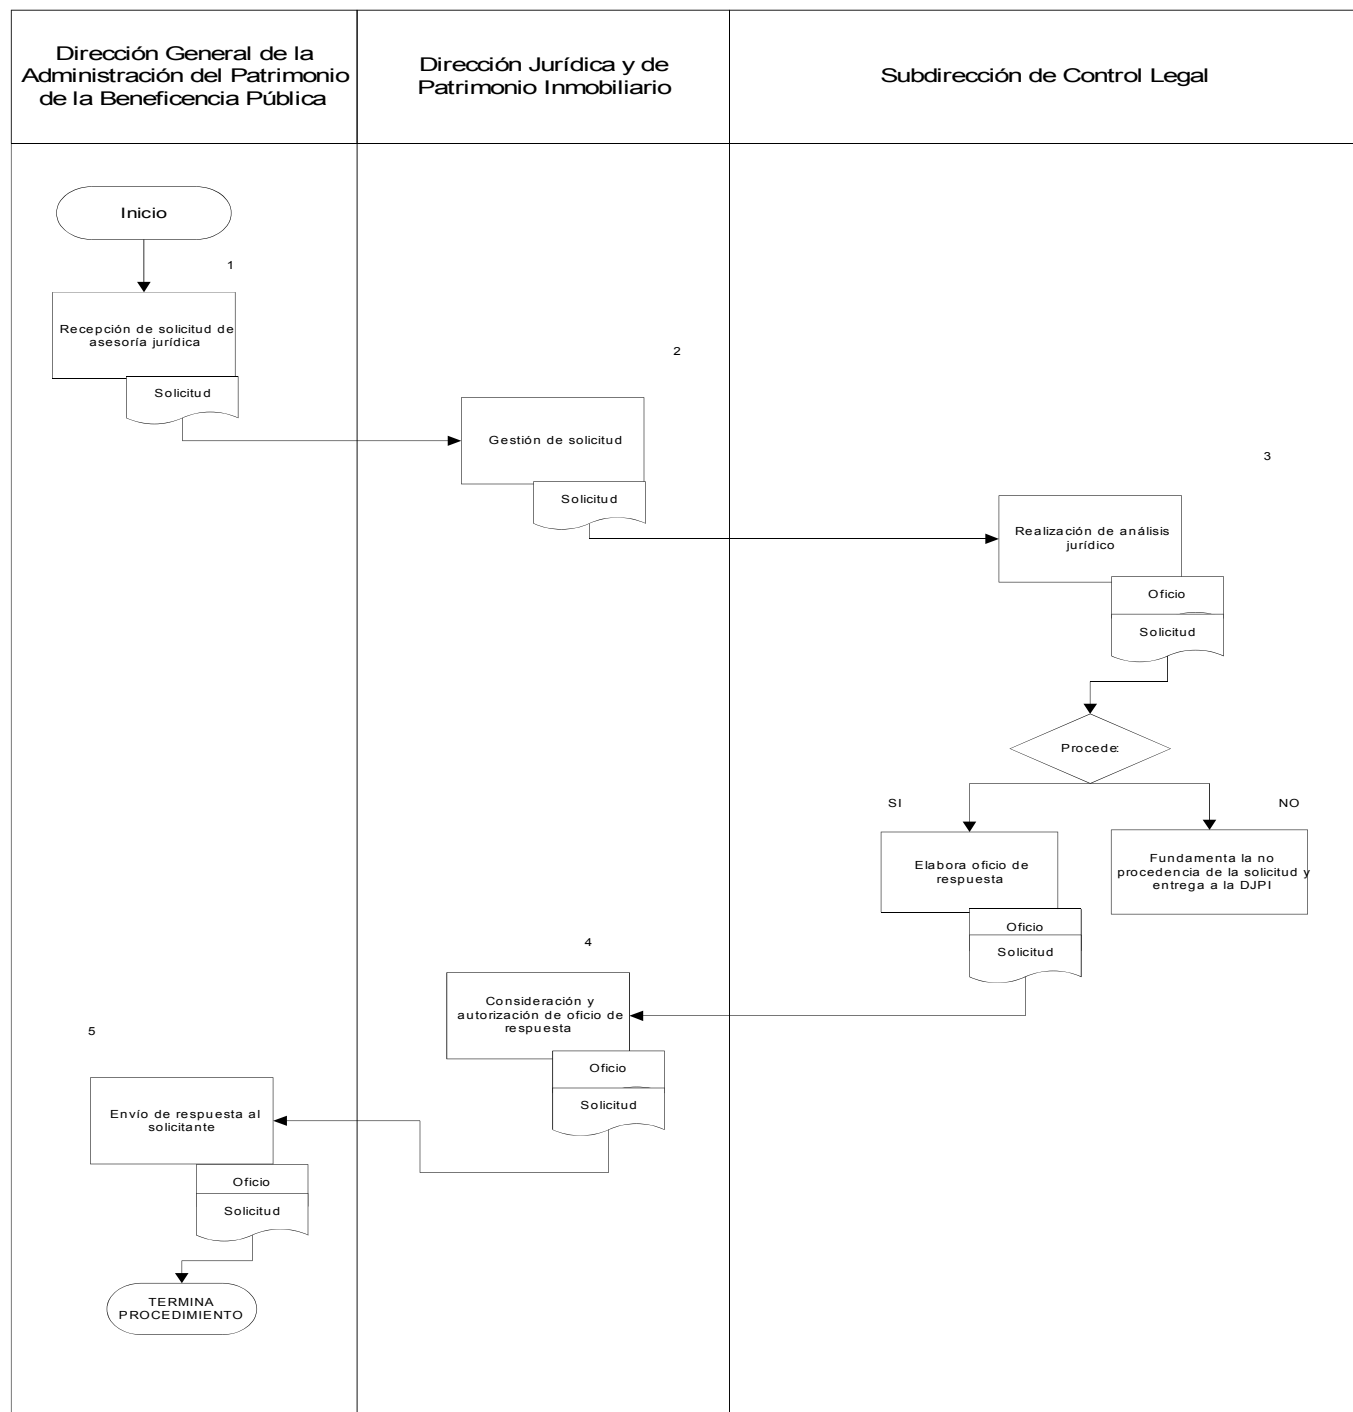 Dirección General de la
Administración del Patrimonio
de la Beneficencia Pública
Dirección Jurídica y de
Patrimonio Inmobiliario
Subdirección de Control Legal
Inicio
1
Recepción de solicitud de
asesoría jurídica
Solicitud
2
Gestión de solicitud
Solicitud
3
Realización de análisis
jurídico
Oficio
Solicitud
Procede:
SI
NO
Elabora oficio de
respuesta
Oficio
Solicitud
Fundamenta la no
procedencia de la solicitud y
entrega a la DJPI
4
Consideración y
autorización de oficio de
respuesta
Oficio
Solicitud
5
Envío de respuesta al
solicitante
Oficio
Solicitud
TERMINA
PROCEDIMIENTO